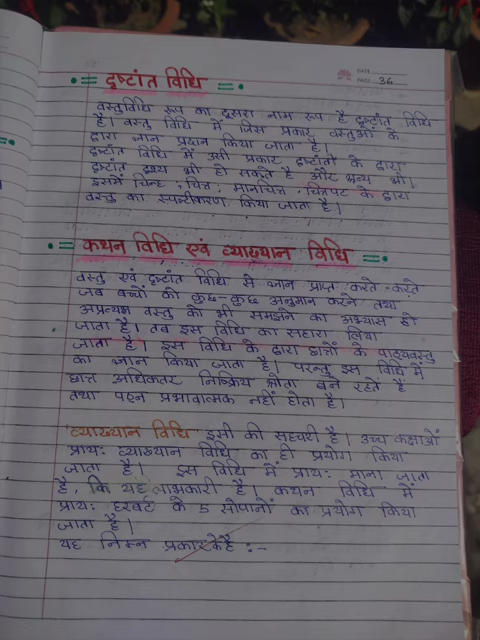 DATE
PAGE 36
दृष्टांत विधि
वस्तुविधि रूप का दुसरा नाम रूप है दृष्टांत विधि
है। वस्तु विधि में जिस प्रकार वस्तुओं के
द्वारा ज्ञान प्रदान किया जाता है।
दृष्टांत विधि में उसी प्रकार दृष्टांतों के द्वारा
दृष्टांत दृश्य भी हो सकते है और श्रव्य भी।
इसमें चिन्ह, चित्र, मानचित्र, चित्रपट के द्वारा
वस्तु का स्पष्टीकरण किया जाता है।
कथन विधि एवं व्याख्यान विधि
वस्तु एवं दृष्टांत विधि से ज्ञान प्राप्त करते-करते
जब बच्चों को कुछ-कुछ अनुमान करने तथा
अप्रत्यक्ष वस्तु को भी समझने का अभ्यास हो
जाता है। तब इस विधि का सहारा लिया
जाता है। इस विधि के द्वारा छात्रों के पाठ्यवस्तु
का ज्ञान किया जाता है। परन्तु इस विधि में
छात्र अधिकतर निष्क्रिय श्रोता बने रहते है
तथा पठन प्रभावात्मक नहीं होता है।
व्याख्यान विधि इसी की सहचरी है। उच्च कक्षाओं
प्रायः व्याख्यान विधि का ही प्रयोग किया
जाता है। इस विधि में प्रायः माना जाता
है, कि यह लाभकारी है। कथन विधि में
प्रायः हरबर्ट के 5 सोपानों का प्रयोग किया
जाता है।
यह निम्न प्रकार के है :-